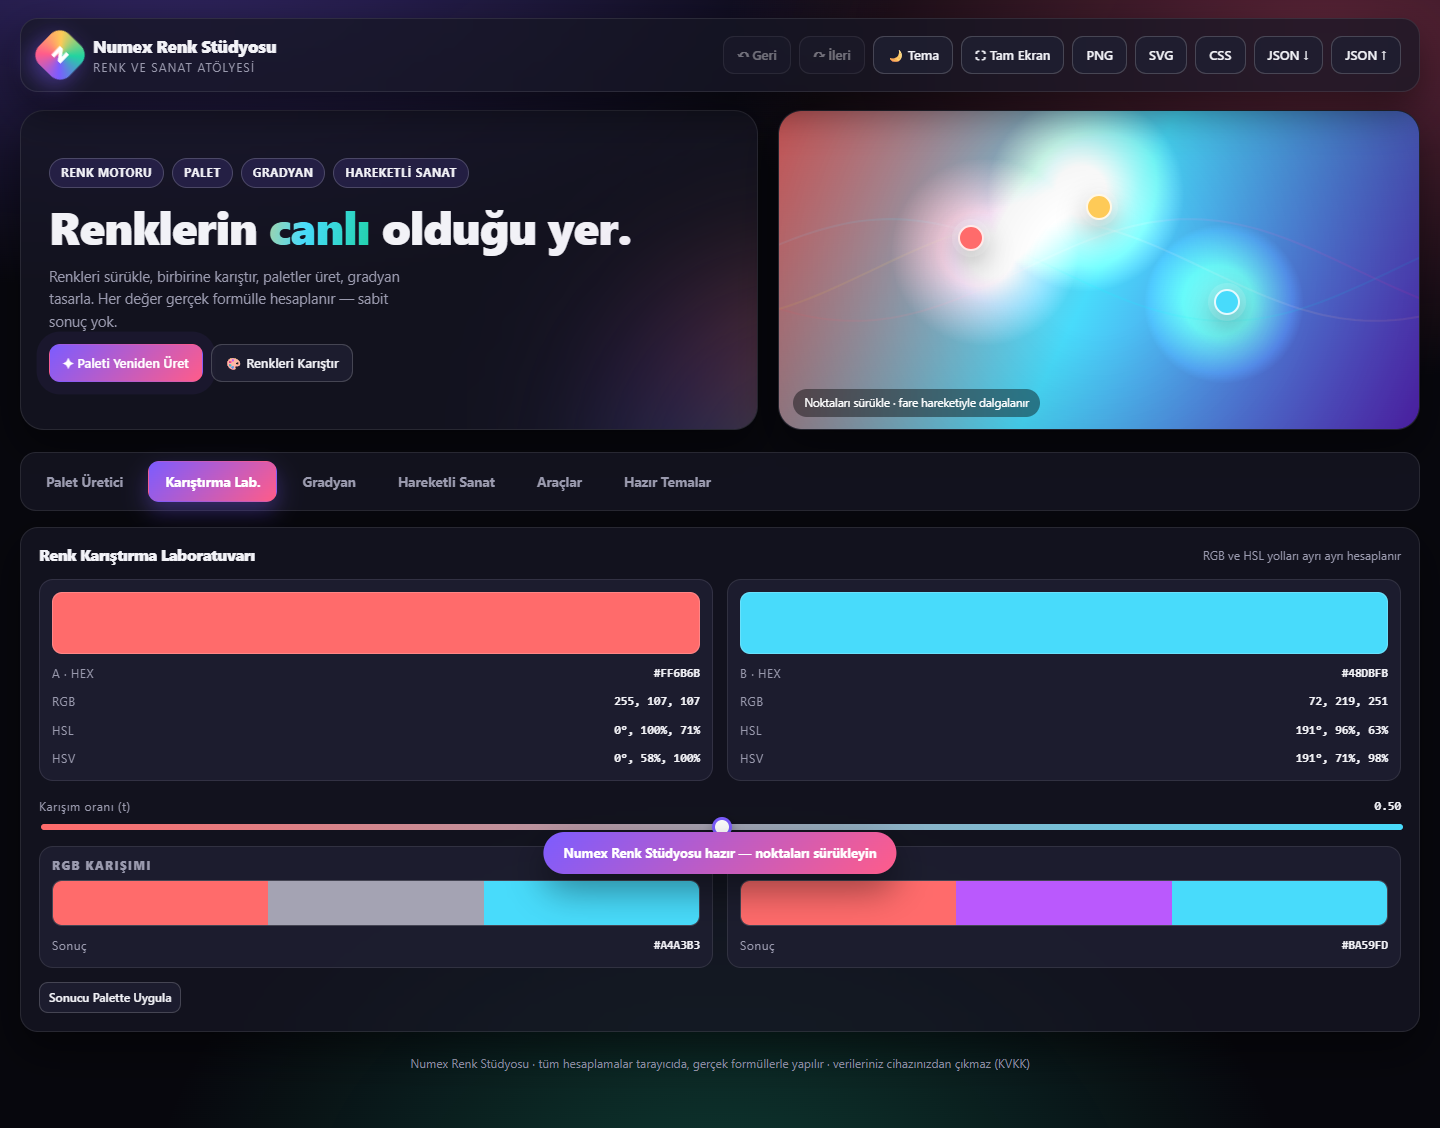 Numex Renk Stüdyosu
RENK VE SANAT ATÖLYESİ
↶ Geri
↷ İleri
🌙 Tema
⛶ Tam Ekran
PNG
SVG
CSS
JSON ↓
JSON ↑
RENK MOTORU
PALET
GRADYAN
HAREKETLİ SANAT
Renklerin canlı olduğu yer.
Renkleri sürükle, birbirine karıştır, paletler üret, gradyan
tasarla. Her değer gerçek formülle hesaplanır — sabit
sonuç yok.
✦ Paleti Yeniden Üret
🎨 Renkleri Karıştır
Noktaları sürükle · fare hareketiyle dalgalanır
Palet Üretici
Karıştırma Lab.
Gradyan
Hareketli Sanat
Araçlar
Hazır Temalar
Renk Karıştırma Laboratuvarı
RGB ve HSL yolları ayrı ayrı hesaplanır
A · HEX #FF6B6B
RGB 255, 107, 107
HSL 0°, 100%, 71%
HSV 0°, 58%, 100%
B · HEX #48DBFB
RGB 72, 219, 251
HSL 191°, 96%, 63%
HSV 191°, 71%, 98%
Karışım oranı (t) 0.50
Numex Renk Stüdyosu hazır — noktaları sürükleyin
RGB KARIŞIMI
Sonuç #A4A3B3
Sonuç #BA59FD
Sonucu Palette Uygula
Numex Renk Stüdyosu · tüm hesaplamalar tarayıcıda, gerçek formüllerle yapılır · verileriniz cihazınızdan çıkmaz (KVKK)